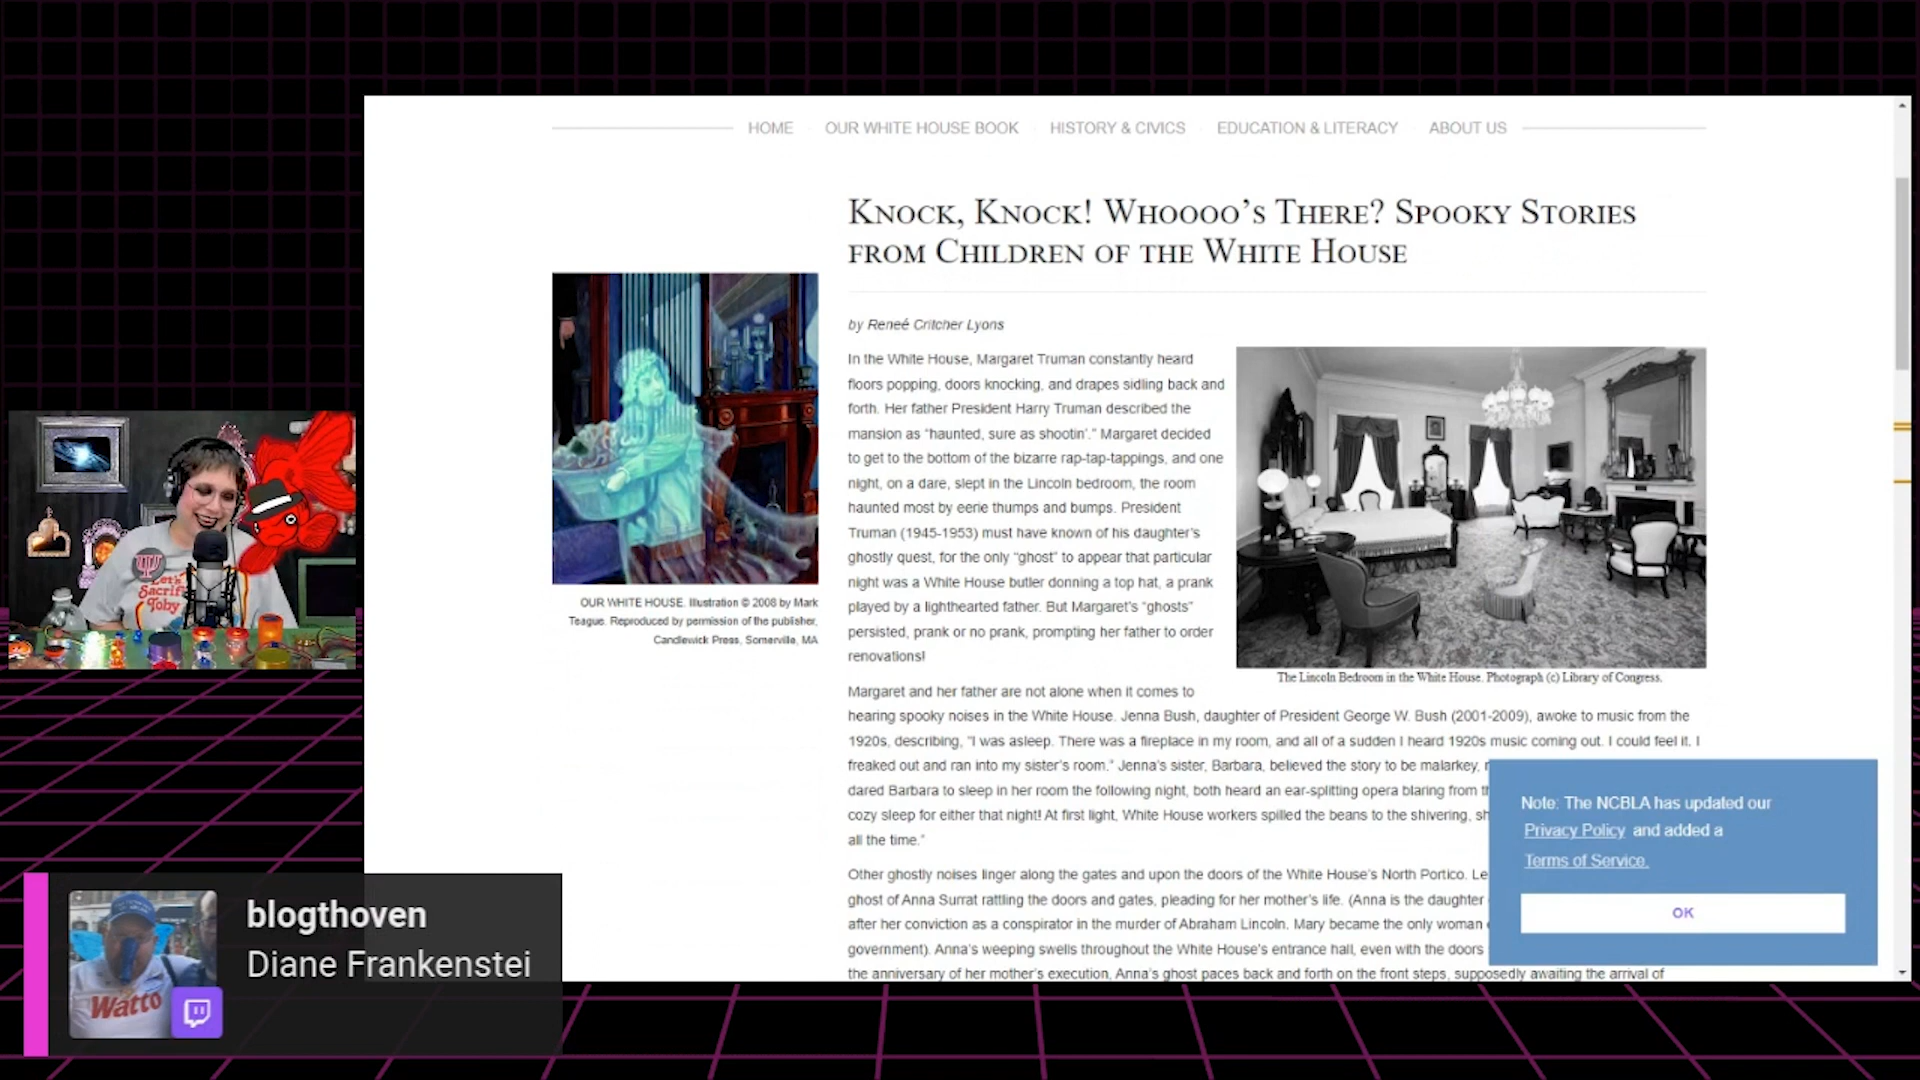 HOME
OUR WHITE HOUSE BOOK
HISTORY & CIVICS
EDUCATION & LITERACY
ABOUT US
Knock, Knock! Whoooo's There? Spooky Stories
from Children of the White House
by Reneé Critcher Lyons
In the White House, Margaret Truman constantly heard
floors popping, doors knocking, and drapes sidling back and
forth. Her father President Harry Truman described the
mansion as “haunted, sure as shootin’.” Margaret decided
to get to the bottom of the bizarre rap-tap-tappings, and one
night, on a dare, slept in the Lincoln bedroom, the room
haunted most by eerie thumps and bumps. President
Truman (1945-1953) must have known of his daughter's
ghostly quest, for the only “ghost” to appear that particular
night was a White House butler donning a top hat, a prank
played by a lighthearted father. But Margaret's “ghosts”
persisted, prank or no prank, prompting her father to order
renovations!
OUR WHITE HOUSE. Illustration © 2008 by Mark
Teague. Reproduced by permission of the publisher,
Candlewick Press, Somerville, MA
The Lincoln Bedroom in the White House. Photograph (c) Library of Congress.
Margaret and her father are not alone when it comes to
hearing spooky noises in the White House. Jenna Bush, daughter of President George W. Bush (2001-2009), awoke to music from the
1920s, describing, “I was asleep. There was a fireplace in my room, and all of a sudden I heard 1920s music coming out. I could feel it. I
freaked out and ran into my sister's room.” Jenna's sister, Barbara, believed the story to be malarkey,
dared Barbara to sleep in her room the following night, both heard an ear-splitting opera blaring from
cozy sleep for either that night! At first light, White House workers spilled the beans to the shivering,
all the time.”
Other ghostly noises linger along the gates and upon the doors of the White House's North Portico.
ghost of Anna Surrat rattling the doors and gates, pleading for her mother's life. (Anna is the daughter
after her conviction as a conspirator in the murder of Abraham Lincoln. Mary became the only woman
government). Anna's weeping swells throughout the White House's entrance hall, even with the doors
the anniversary of her mother's execution, Anna's ghost paces back and forth on the front steps, supposedly awaiting the arrival of
Note: The NCBLA has updated our
Privacy Policy and added a
Terms of Service.
OK
Let's
Sacrifi
Toby
Watto
blogthoven
Diane Frankenstei